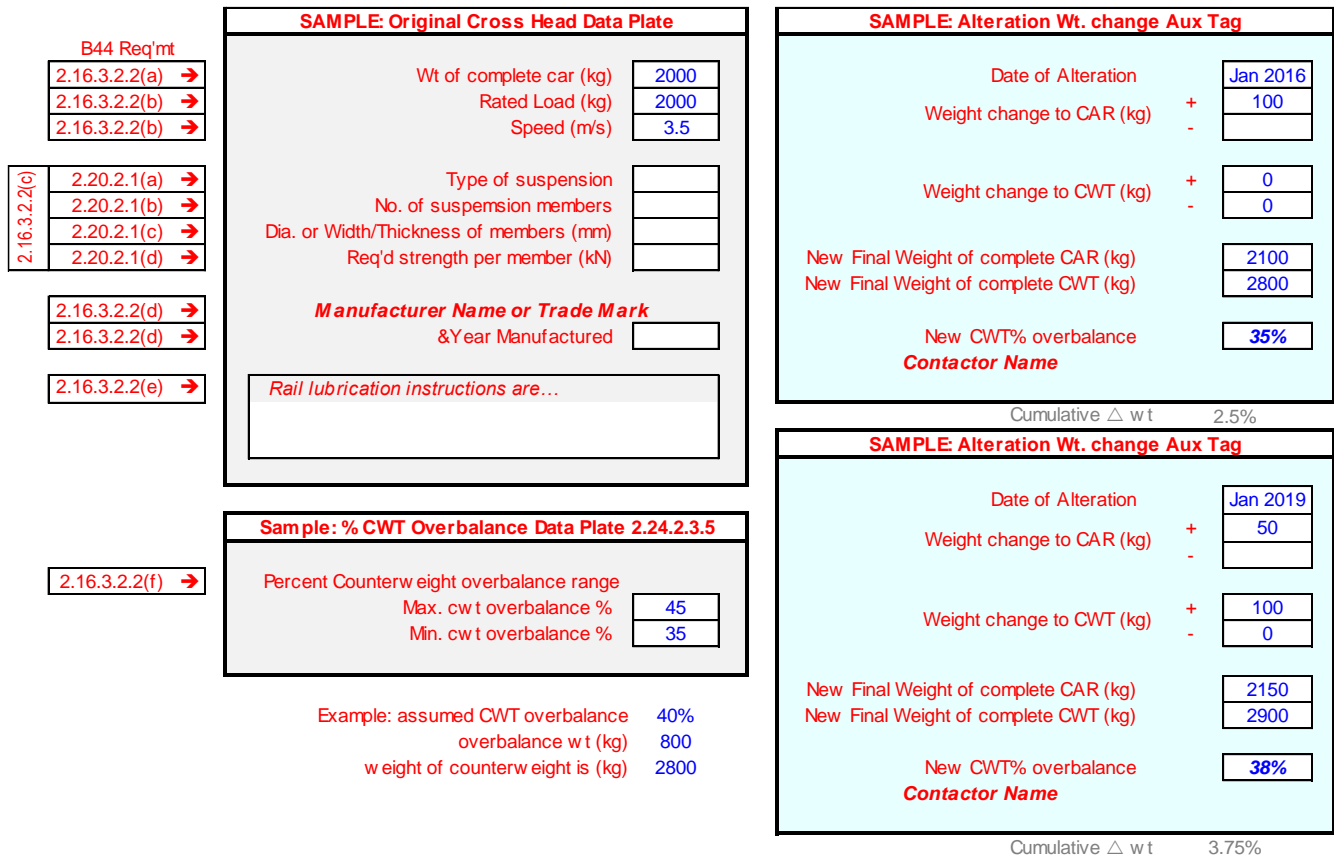 SAMPLE: Original Cross Head Data Plate
B44 Req'mt
2.16.3.2.2(a) ➔ Wt of complete car (kg) 2000
2.16.3.2.2(b) ➔ Rated Load (kg) 2000
2.16.3.2.2(b) ➔ Speed (m/s) 3.5
2.16.3.2.2(c)
2.20.2.1(a) ➔ Type of suspension
2.20.2.1(b) ➔ No. of suspemsion members
2.20.2.1(c) ➔ Dia. or Width/Thickness of members (mm)
2.20.2.1(d) ➔ Req'd strength per member (kN)
2.16.3.2.2(d) ➔ Manufacturer Name or Trade Mark
2.16.3.2.2(d) ➔ &Year Manufactured
2.16.3.2.2(e) ➔ Rail lubrication instructions are…
Sample: % CWT Overbalance Data Plate 2.24.2.3.5
2.16.3.2.2(f) ➔ Percent Counterweight overbalance range
Max. cwt overbalance % 45
Min. cwt overbalance % 35
Example: assumed CWT overbalance 40%
overbalance wt (kg) 800
weight of counterweight is (kg) 2800
SAMPLE: Alteration Wt. change Aux Tag
Date of Alteration Jan 2016
Weight change to CAR (kg) + 100
-
Weight change to CWT (kg) + 0
- 0
New Final Weight of complete CAR (kg) 2100
New Final Weight of complete CWT (kg) 2800
New CWT% overbalance 35%
Contactor Name
Cumulative △ wt 2.5%
SAMPLE: Alteration Wt. change Aux Tag
Date of Alteration Jan 2019
Weight change to CAR (kg) + 50
-
Weight change to CWT (kg) + 100
- 0
New Final Weight of complete CAR (kg) 2150
New Final Weight of complete CWT (kg) 2900
New CWT% overbalance 38%
Contactor Name
Cumulative △ wt 3.75%